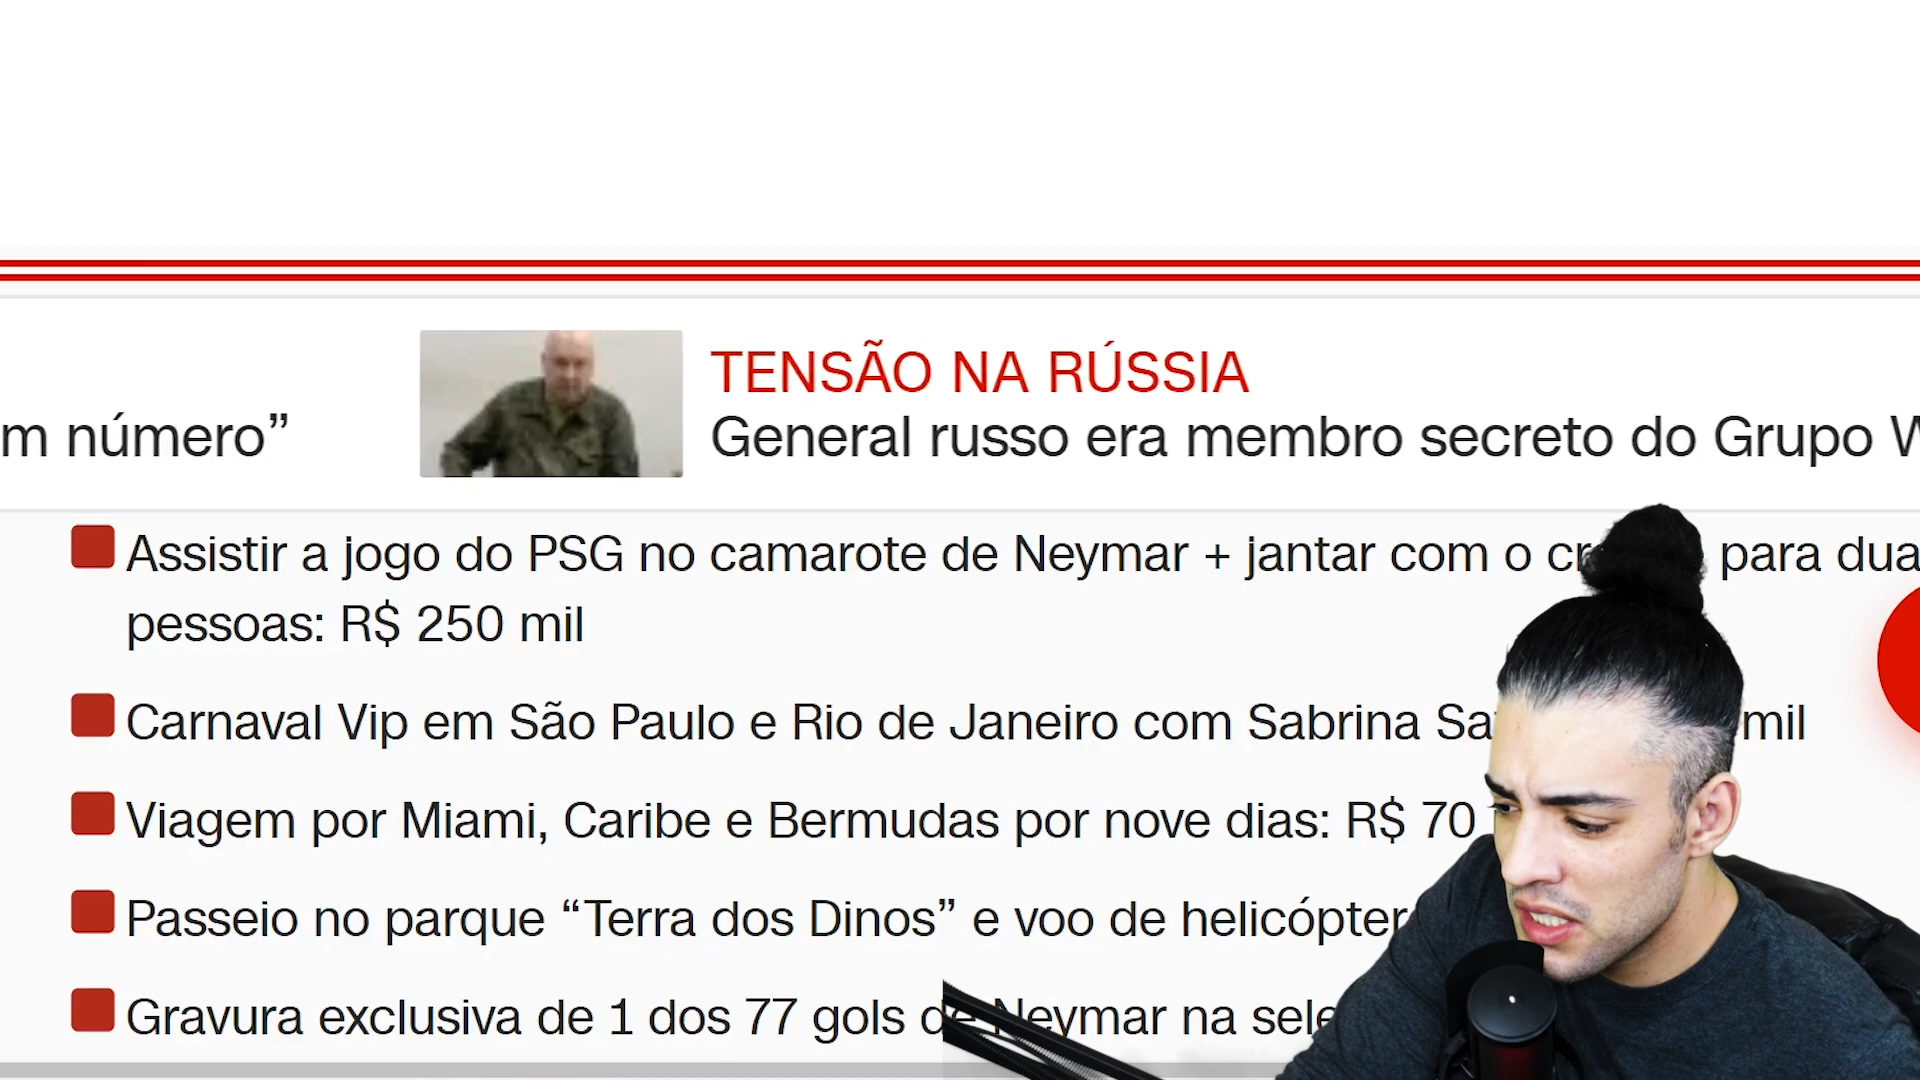 m número”
TENSÃO NA RÚSSIA
General russo era membro secreto do Grupo
Assistir a jogo do PSG no camarote de Neymar + jantar com o para
pessoas: R$ 250 mil
Carnaval Vip em São Paulo e Rio de Janeiro com Sabrina mil
Viagem por Miami, Caribe e Bermudas por nove dias: R$ 70
Passeio no parque “Terra dos Dinos” e voo de
Gravura exclusiva de 1 dos 77 gols de Neymar na